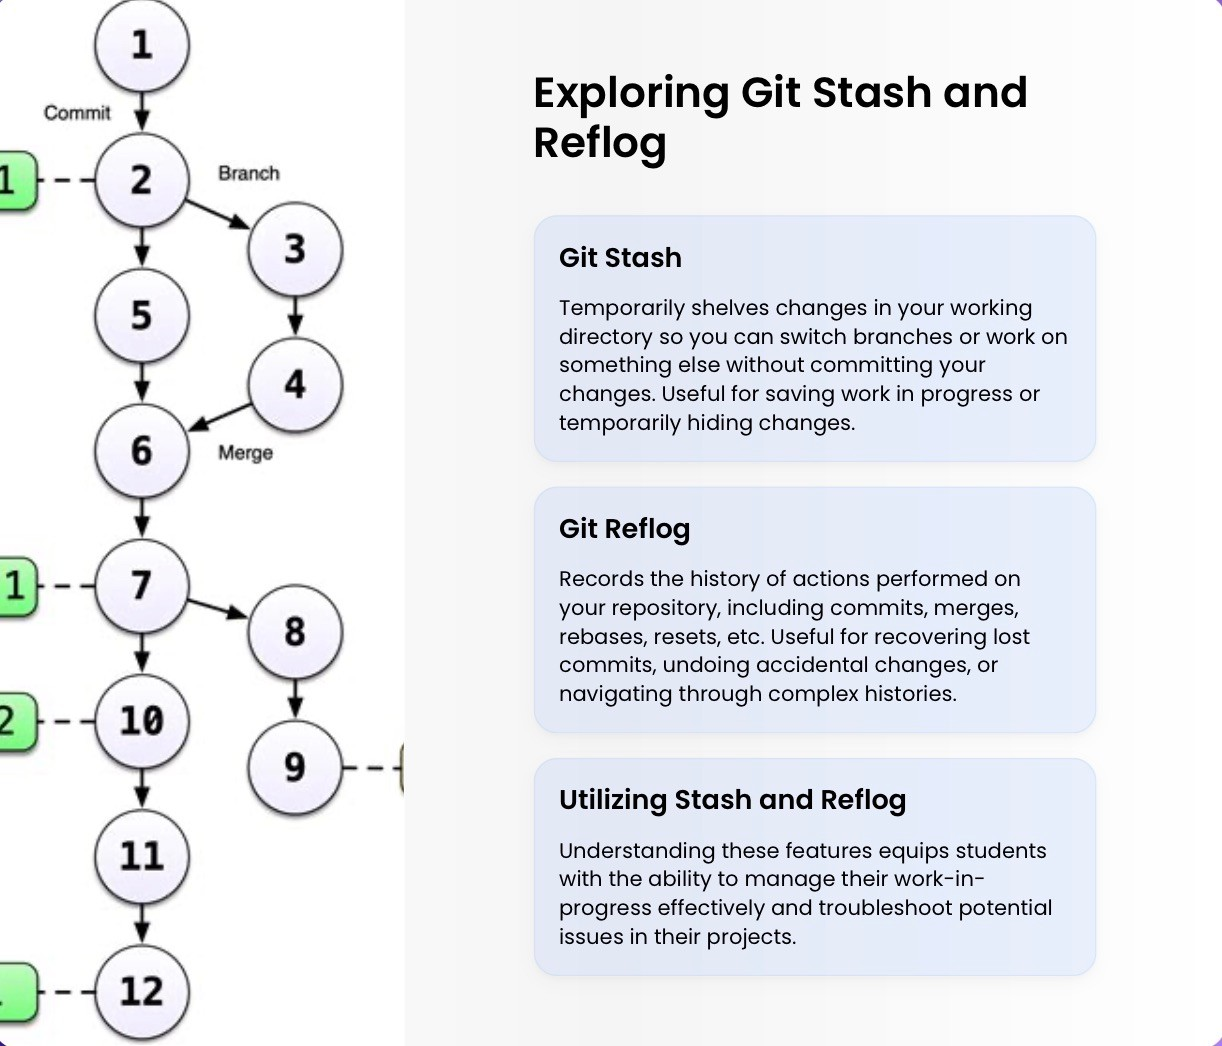 1
Commit
1
2
Branch
3
5
4
6
Merge
1
7
8
2
10
9
11
12
Exploring Git Stash and
Reflog
Git Stash
Temporarily shelves changes in your working
directory so you can switch branches or work on
something else without committing your
changes. Useful for saving work in progress or
temporarily hiding changes.
Git Reflog
Records the history of actions performed on
your repository, including commits, merges,
rebases, resets, etc. Useful for recovering lost
commits, undoing accidental changes, or
navigating through complex histories.
Utilizing Stash and Reflog
Understanding these features equips students
with the ability to manage their work-in-
progress effectively and troubleshoot potential
issues in their projects.